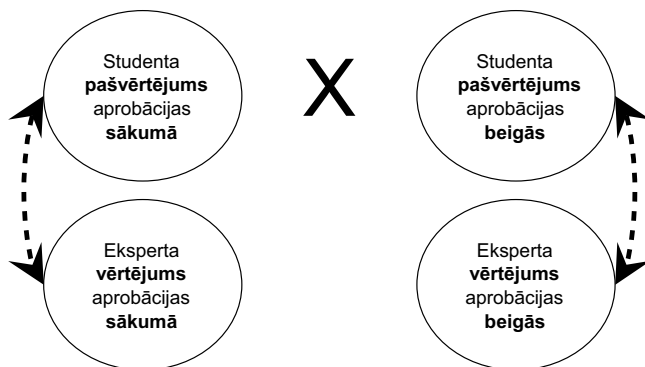 Studenta
pašvērtējums
aprobācijas
sākumā
X
Studenta
pašvērtējums
aprobācijas
beigās
Eksperta
vērtējums
aprobācijas
sākumā
Eksperta
vērtējums
aprobācijas
beigās